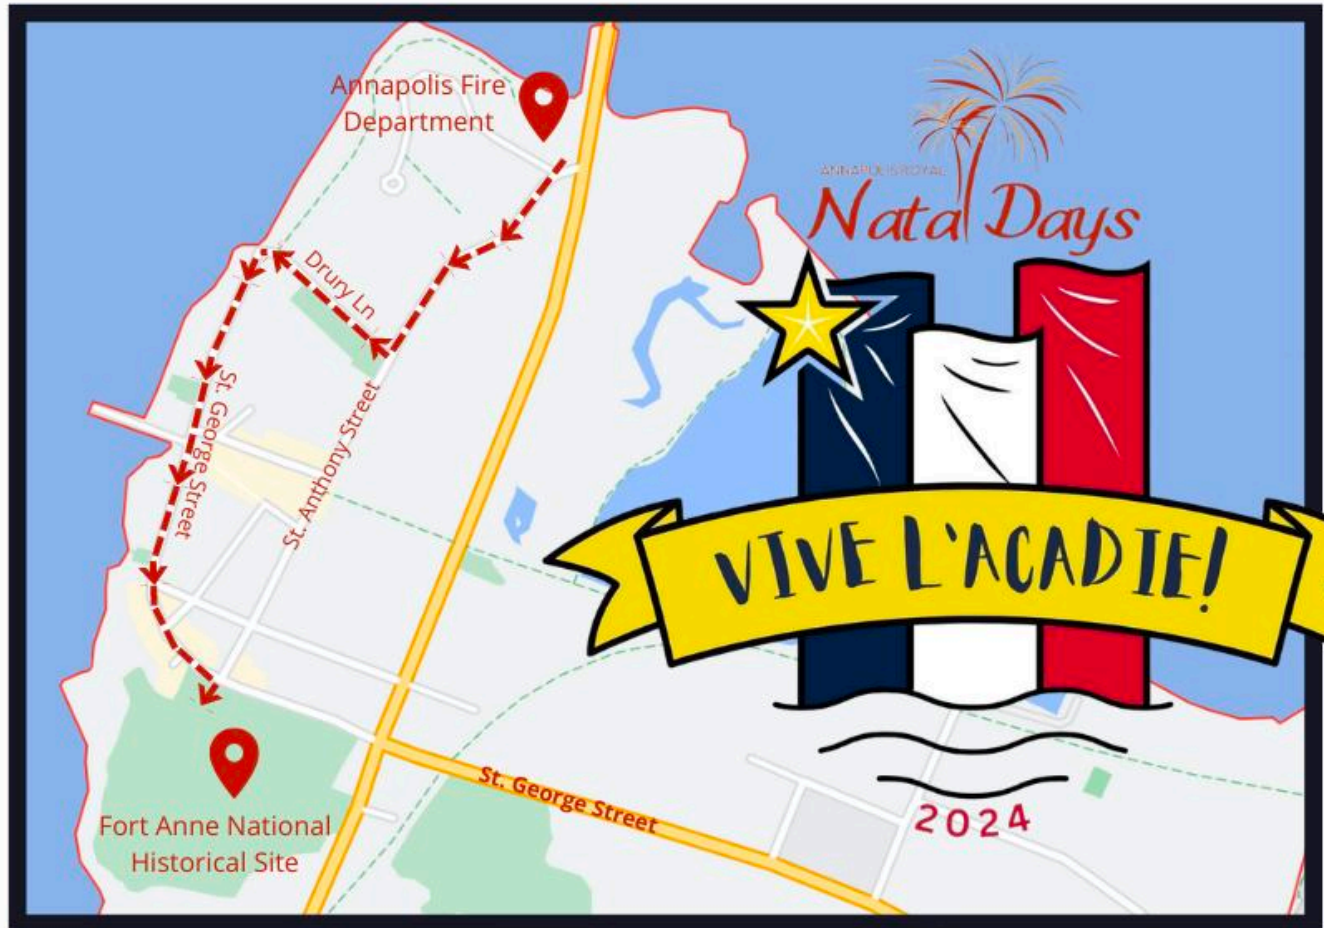 Annapolis Fire
Department
ANNAPOLIS ROYAL
Natal Days
Drury Ln
St. George Street
St. Anthony Street
VIVE L'ACADIE!
St. George Street
2024
Fort Anne National
Historical Site